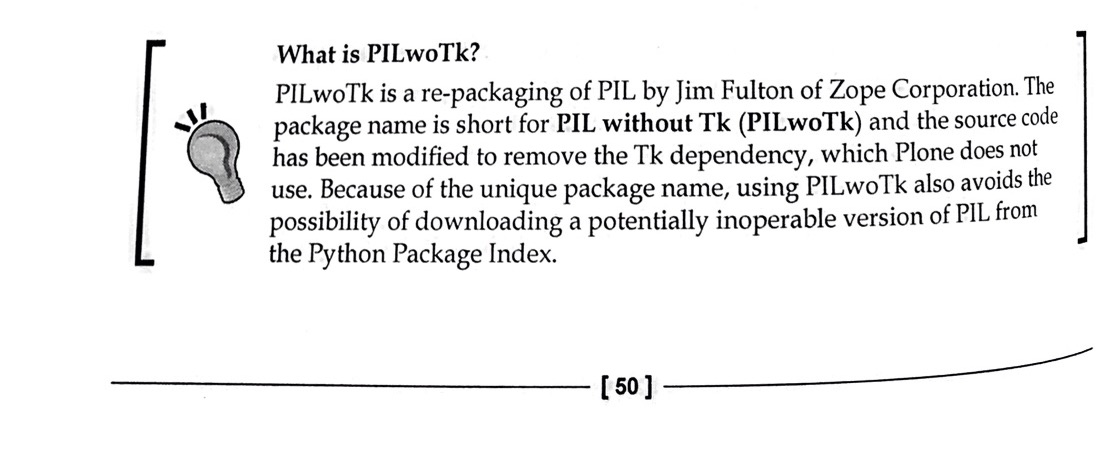 What is PILwoTk?
PILwoTk is a re-packaging of PIL by Jim Fulton of Zope Corporation. The
package name is short for PIL without Tk (PILwoTk) and the source code
has been modified to remove the Tk dependency, which Plone does not
use. Because of the unique package name, using PILwoTk also avoids the
possibility of downloading a potentially inoperable version of PIL from
the Python Package Index.
[ 50 ]